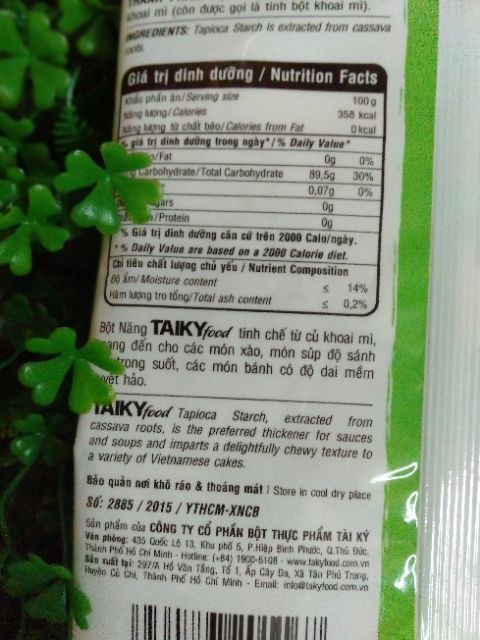 khoai mì (còn được gọi là tinh bột khoai mì).
INGREDIENTS: Tapioca Starch is extracted from cassava
roots.
Giá trị dinh dưỡng / Nutrition Facts
Khẩu phần ăn/Serving size 100 g
Năng lượng/Calories 358 kcal
Năng lượng từ chất béo/Calories from Fat 0 kcal
% giá trị dinh dưỡng trong ngày*/% Daily Value*
/Fat 0g 0%
Carbohydrate/Total Carbohydrate 89,5g 30%
0,07g 0%
0g
/Protein 0g
% Giá trị dinh dưỡng căn cứ trên 2000 Calo/ngày.
* % Daily Value are based on a 2000 Calorie diet.
Chỉ tiêu chất lượng chủ yếu / Nutrient Composition
Độ ẩm/Moisture content ≤ 14%
Hàm lượng tro tổng/Total ash content ≤ 0,2%
Bột Năng TAIKYfood tinh chế từ củ khoai mì,
đến cho các món xào, món súp độ sánh
trong suốt, các món bánh có độ dai mềm
hảo.
TAIKYfood Tapioca Starch, extracted from
cassava roots, is the preferred thickener for sauces
and soups and imparts a delightfully chewy texture to
a variety of Vietnamese cakes.
Bảo quản nơi khô ráo & thoáng mát | Store in cool dry place
Số: 2885 / 2015 / YTHCM-XNCB
Sản phẩm của CÔNG TY CỔ PHẦN BỘT THỰC PHẨM TÀI KÝ
Văn phòng: 435 Quốc Lộ 13, Khu phố 5, P.Hiệp Bình Phước, Q.Thủ Đức,
Thành Phố Hồ Chí Minh - Hotline: (+84) 1900-5108 - www.takyfood.com.vn
Sản xuất tại: 297/A Hồ Văn Tắng, Tổ 1, Ấp Cây Da, Xã Tân Phú Trung,
Huyện Củ Chi, Thành Phố Hồ Chí Minh - Email: info@takyfood.com.vn